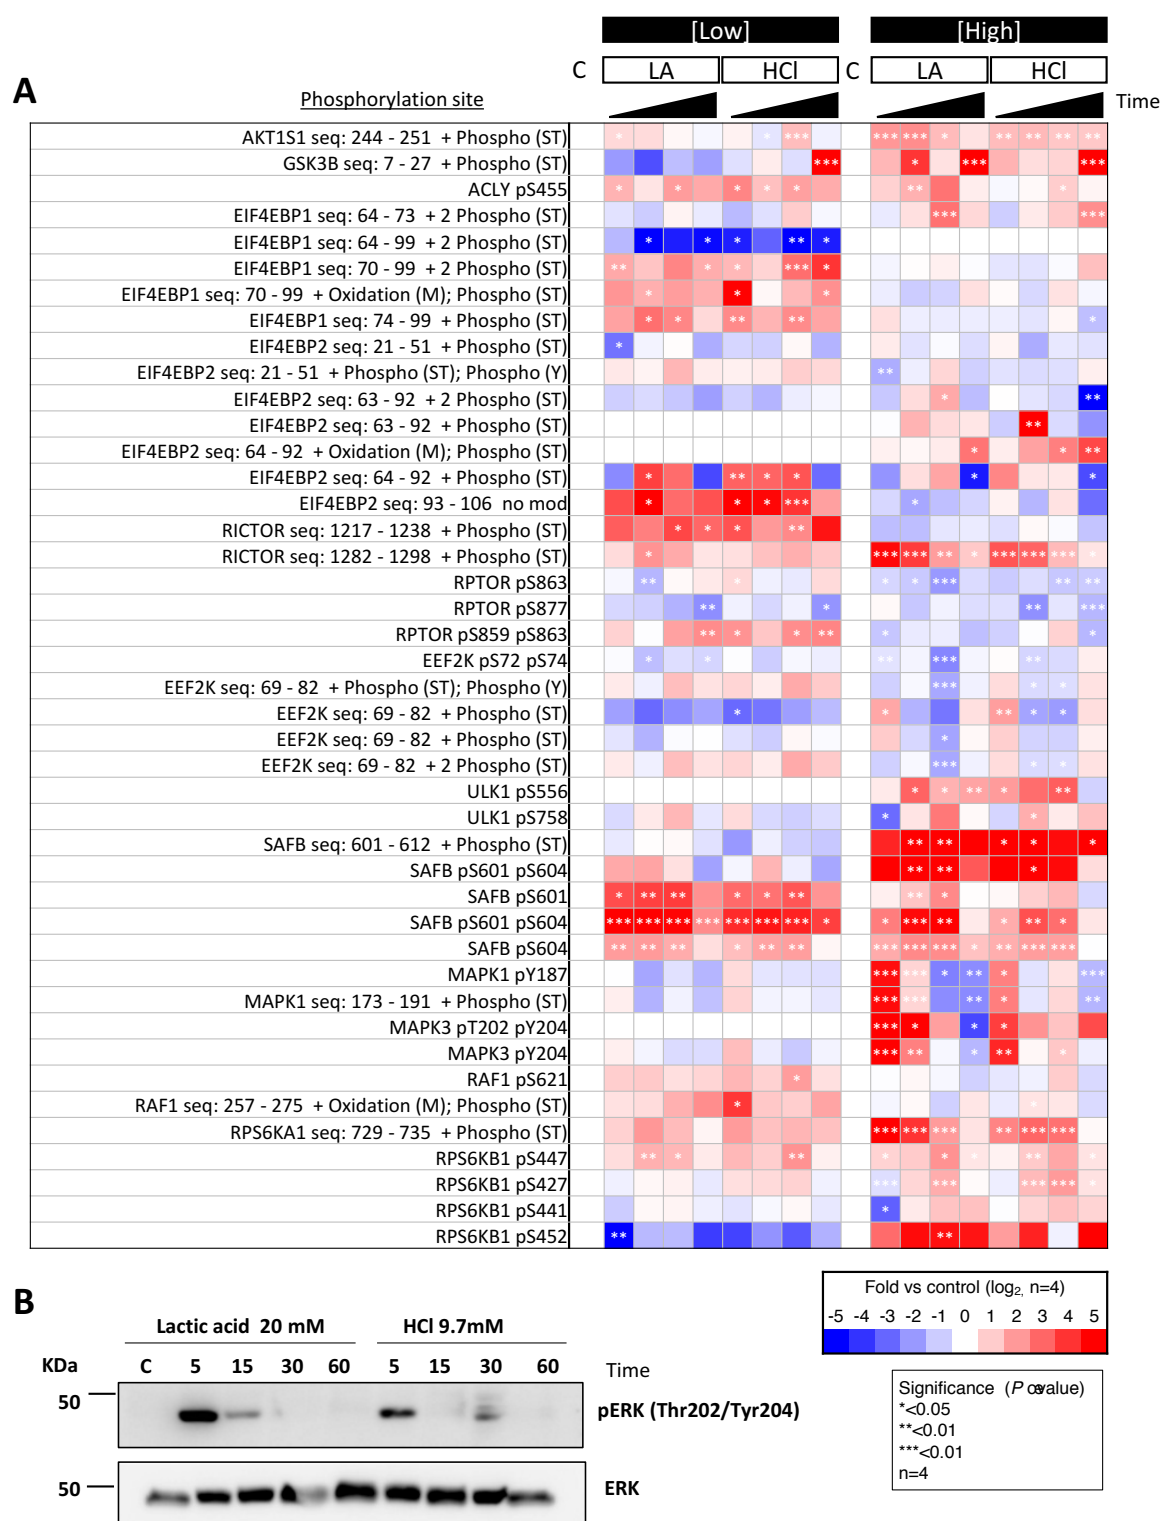 [Low] [High]
C LA HCl C LA HCl
A
Phosphorylation site Time
AKT1S1 seq: 244 - 251 + Phospho (ST) * * *** *** *** * ** ** ** **
GSK3B seq: 7 - 27 + Phospho (ST) *** * *** ***
ACLY pS455 * * * * * ** *
EIF4EBP1 seq: 64 - 73 + 2 Phospho (ST) *** ***
EIF4EBP1 seq: 64 - 99 + 2 Phospho (ST) * * * ** *
EIF4EBP1 seq: 70 - 99 + 2 Phospho (ST) ** * * *** *
EIF4EBP1 seq: 70 - 99 + Oxidation (M); Phospho (ST) * * *
EIF4EBP1 seq: 74 - 99 + Phospho (ST) * * ** ** *
EIF4EBP2 seq: 21 - 51 + Phospho (ST) *
EIF4EBP2 seq: 21 - 51 + Phospho (ST); Phospho (Y) **
EIF4EBP2 seq: 63 - 92 + 2 Phospho (ST) * **
EIF4EBP2 seq: 63 - 92 + Phospho (ST) **
EIF4EBP2 seq: 64 - 92 + Oxidation (M); Phospho (ST) * * **
EIF4EBP2 seq: 64 - 92 + Phospho (ST) * ** * * * *
EIF4EBP2 seq: 93 - 106 no mod * * * *** *
RICTOR seq: 1217 - 1238 + Phospho (ST) * * * **
RICTOR seq: 1282 - 1298 + Phospho (ST) * *** *** ** * *** *** *** *
RPTOR pS863 ** * * * *** ** **
RPTOR pS877 ** * ** ***
RPTOR pS859 pS863 ** * * ** * *
EEF2K pS72 pS74 * * ** *** **
EEF2K seq: 69 - 82 + Phospho (ST); Phospho (Y) *** * *
EEF2K seq: 69 - 82 + Phospho (ST) * * ** * *
EEF2K seq: 69 - 82 + Phospho (ST) *
EEF2K seq: 69 - 82 + 2 Phospho (ST) *** * *
ULK1 pS556 * * ** * **
ULK1 pS758 * *
SAFB seq: 601 - 612 + Phospho (ST) ** ** * * *
SAFB pS601 pS604 ** ** *
SAFB pS601 * ** ** * * ** ** *
SAFB pS601 pS604 *** *** *** *** *** *** *** * * *** ** * ** *
SAFB pS604 ** ** ** * ** ** *** *** *** * ** *** ***
MAPK1 pY187 *** *** * ** * ***
MAPK1 seq: 173 - 191 + Phospho (ST) *** *** ** * **
MAPK3 pT202 pY204 *** * * *
MAPK3 pY204 *** ** * ** *
RAF1 pS621 *
RAF1 seq: 257 - 275 + Oxidation (M); Phospho (ST) * *
RPS6KA1 seq: 729 - 735 + Phospho (ST) *** *** *** ** *** ***
RPS6KB1 pS447 ** * ** * * * ** *
RPS6KB1 pS427 *** *** *** *** *
RPS6KB1 pS441 *
RPS6KB1 pS452 ** **
Fold vs control (log2, n=4)
-5 -4 -3 -2 -1 0 1 2 3 4 5
B
Lactic acid 20 mM HCl 9.7mM
KDa C 5 15 30 60 5 15 30 60 Time
50 pERK (Thr202/Tyr204)
50 ERK
Significance (P value)
*<0.05
**<0.01
***<0.01
n=4